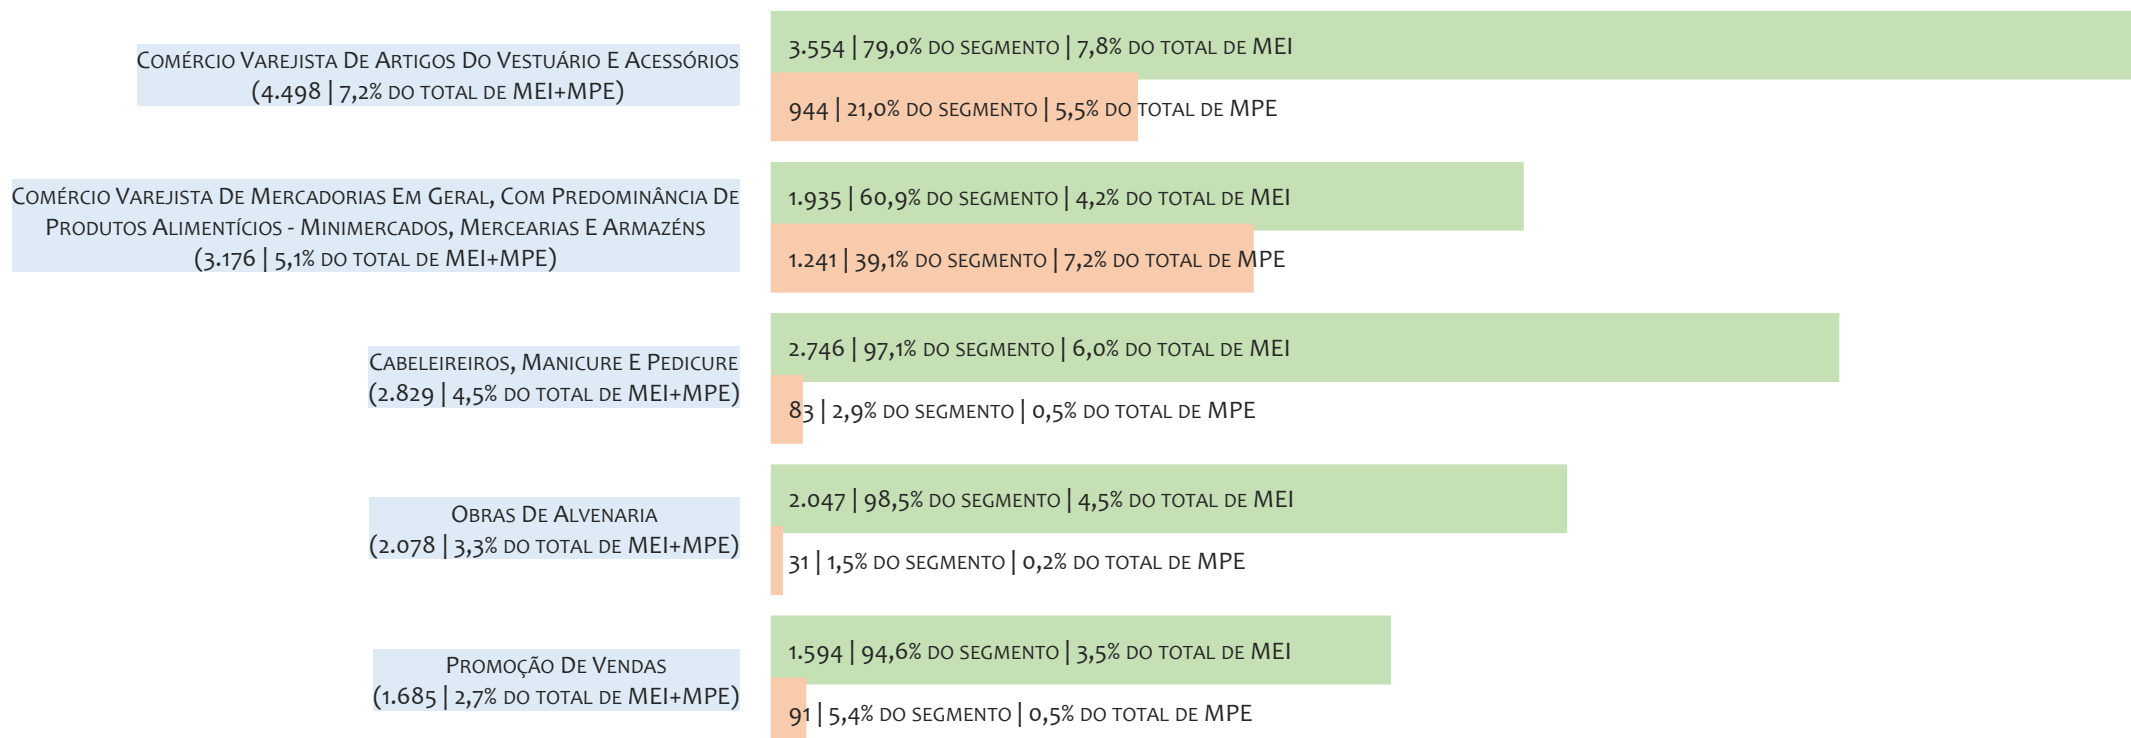 Comércio Varejista De Artigos Do Vestuário E Acessórios
(4.498 | 7,2% do total de MEI+MPE)
3.554 | 79,0% do segmento | 7,8% do total de MEI
944 | 21,0% do segmento | 5,5% do total de MPE
Comércio Varejista De Mercadorias Em Geral, Com Predominância De
Produtos Alimentícios - Minimercados, Mercearias E Armazéns
(3.176 | 5,1% do total de MEI+MPE)
1.935 | 60,9% do segmento | 4,2% do total de MEI
1.241 | 39,1% do segmento | 7,2% do total de MPE
Cabeleireiros, Manicure E Pedicure
(2.829 | 4,5% do total de MEI+MPE)
2.746 | 97,1% do segmento | 6,0% do total de MEI
83 | 2,9% do segmento | 0,5% do total de MPE
Obras De Alvenaria
(2.078 | 3,3% do total de MEI+MPE)
2.047 | 98,5% do segmento | 4,5% do total de MEI
31 | 1,5% do segmento | 0,2% do total de MPE
Promoção De Vendas
(1.685 | 2,7% do total de MEI+MPE)
1.594 | 94,6% do segmento | 3,5% do total de MEI
91 | 5,4% do segmento | 0,5% do total de MPE